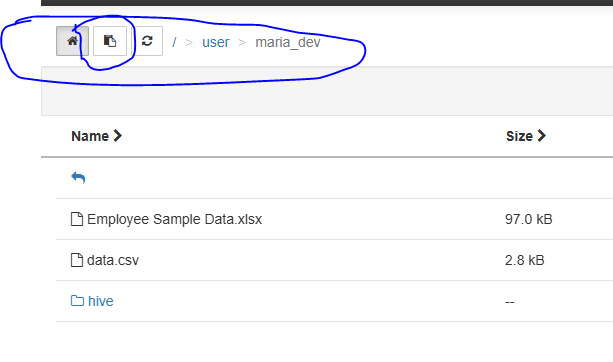 / > user > maria_dev
Name Size
Employee Sample Data.xlsx 97.0 kB
data.csv 2.8 kB
hive --